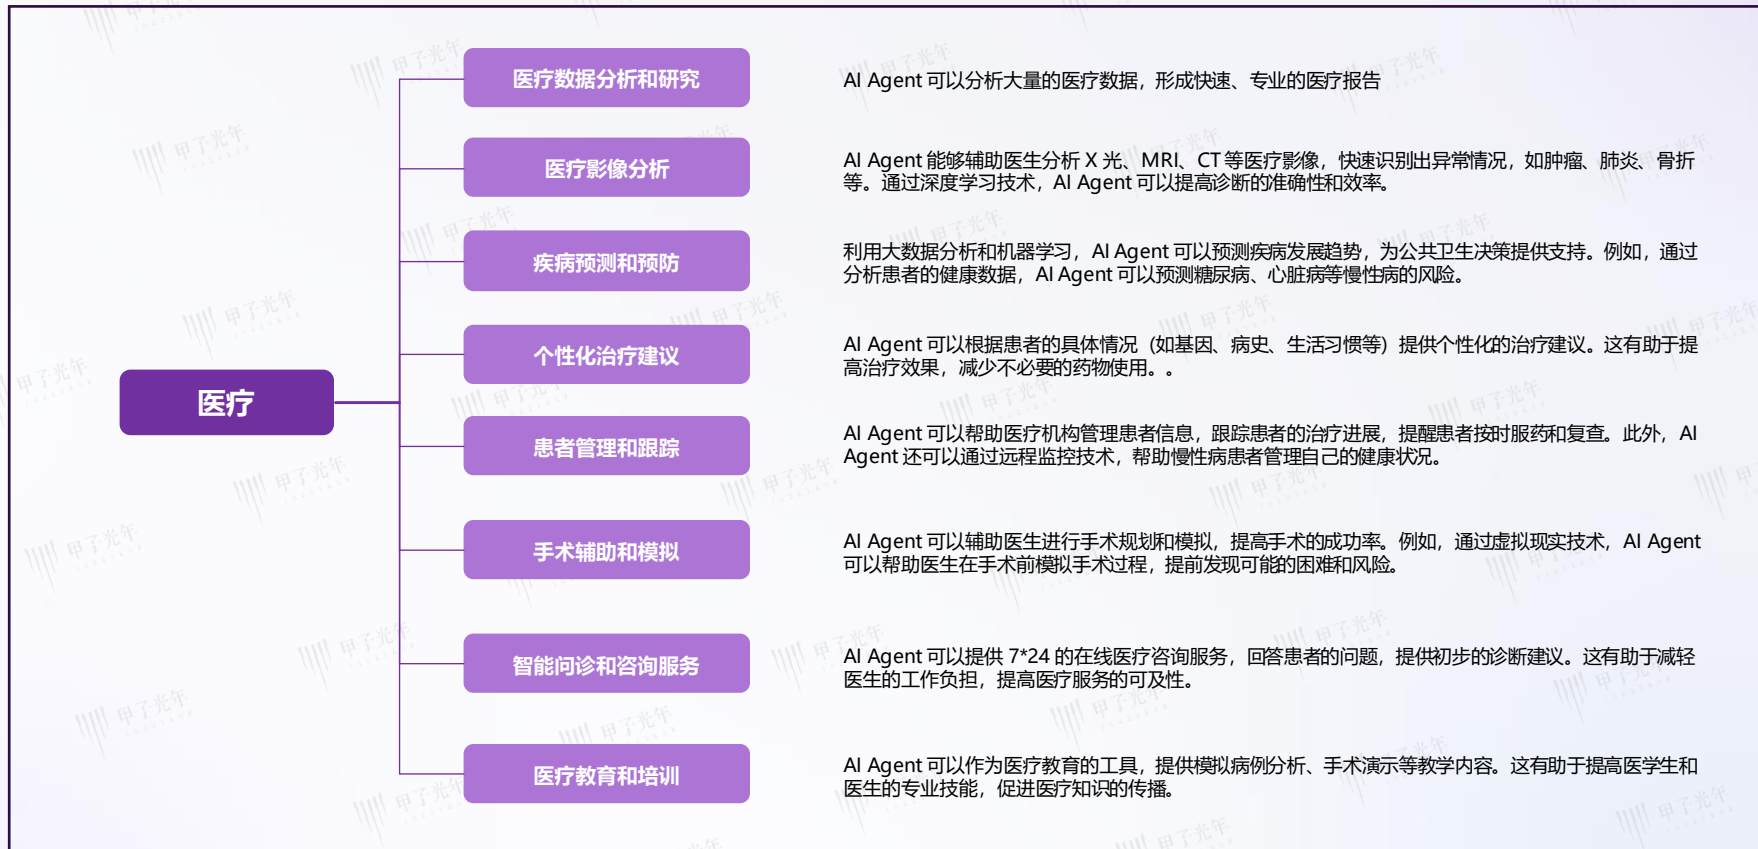 医疗
医疗数据分析和研究
AI Agent 可以分析大量的医疗数据，形成快速、专业的医疗报告
医疗影像分析
AI Agent 能够辅助医生分析 X 光、MRI、CT 等医疗影像，快速识别出异常情况，如肿瘤、肺炎、骨折
等。通过深度学习技术，AI Agent 可以提高诊断的准确性和效率。
疾病预测和预防
利用大数据分析和机器学习，AI Agent 可以预测疾病发展趋势，为公共卫生决策提供支持。例如，通过
分析患者的健康数据，AI Agent 可以预测糖尿病、心脏病等慢性病的风险。
个性化治疗建议
AI Agent 可以根据患者的具体情况（如基因、病史、生活习惯等）提供个性化的治疗建议。这有助于提
高治疗效果，减少不必要的药物使用。。
患者管理和跟踪
AI Agent 可以帮助医疗机构管理患者信息，跟踪患者的治疗进展，提醒患者按时服药和复查。此外，AI
Agent 还可以通过远程监控技术，帮助慢性病患者管理自己的健康状况。
手术辅助和模拟
AI Agent 可以辅助医生进行手术规划和模拟，提高手术的成功率。例如，通过虚拟现实技术，AI Agent
可以帮助医生在手术前模拟手术过程，提前发现可能的困难和风险。
智能问诊和咨询服务
AI Agent 可以提供 7*24 的在线医疗咨询服务，回答患者的问题，提供初步的诊断建议。这有助于减轻
医生的工作负担，提高医疗服务的可及性。
医疗教育和培训
AI Agent 可以作为医疗教育的工具，提供模拟病例分析、手术演示等教学内容。这有助于提高医学生和
医生的专业技能，促进医疗知识的传播。
甲子光年